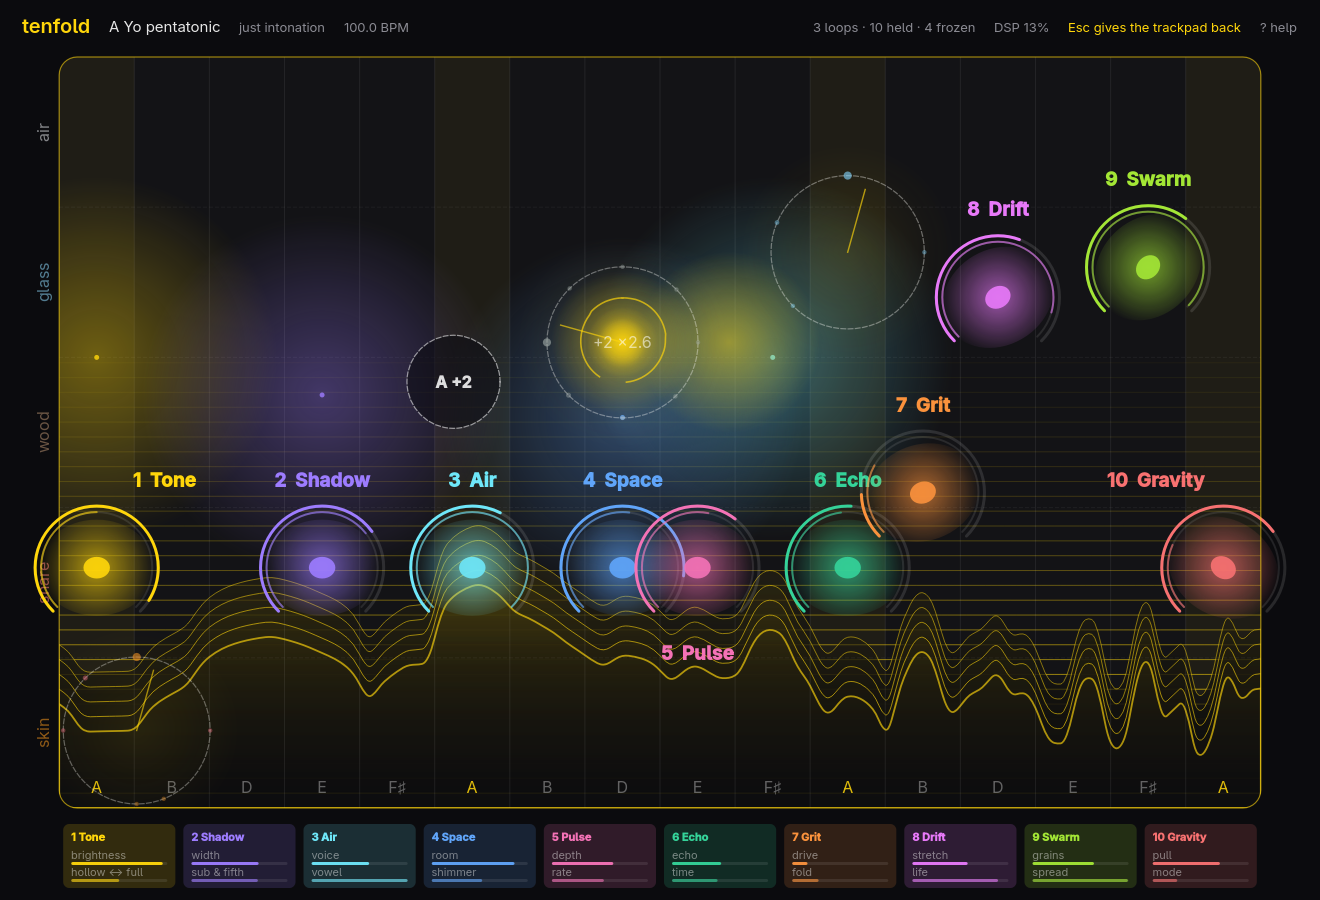 tenfold A Yo pentatonic just intonation 100.0 BPM 3 loops · 10 held · 4 frozen DSP 13% Esc gives the trackpad back ? help
air
glass
wood
snare
skin
9 Swarm
8 Drift
+2 ×2.6
A +2
7 Grit
1 Tone 2 Shadow 3 Air 4 Space 6 Echo 10 Gravity
5 Pulse
A B D E F♯ A B D E F♯ A B D E F♯ A
1 Tone 2 Shadow 3 Air 4 Space 5 Pulse 6 Echo 7 Grit 8 Drift 9 Swarm 10 Gravity
brightness width voice room depth echo drive stretch grains pull
hollow ↔ full sub & fifth vowel shimmer rate time fold life spread mode